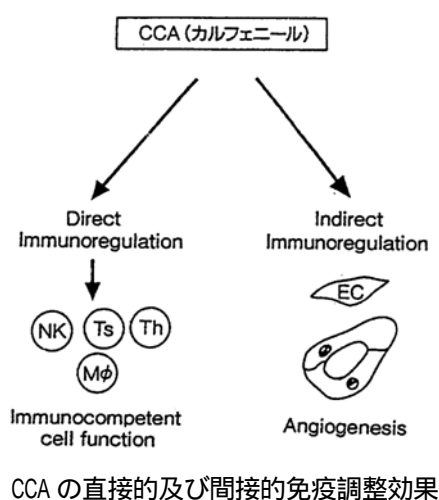 CCA (カルフェニール)
Direct
Immunoregulation
Indirect
Immunoregulation
NK
Ts
Th
Mφ
EC
Immunocompetent
cell function
Angiogenesis
CCA の直接的及び間接的免疫調整効果